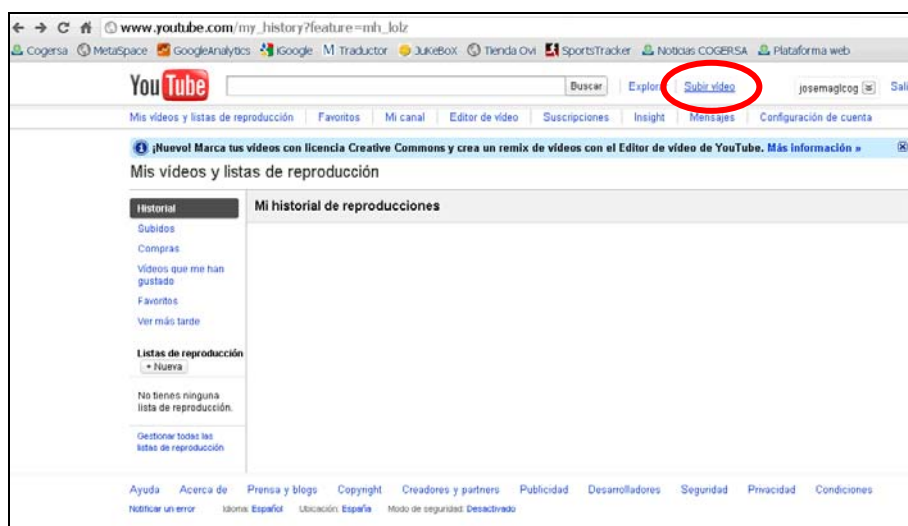 www.youtube.com/my_history?feature=mh_lolz
Cogersa MetaSpace GoogleAnalytics iGoogle Traductor JukeBox Tienda Ovi SportsTracker Noticias COGERSA Plataforma web
YouTube Buscar Explor Subir vídeo josemaglcog Sali
Mis vídeos y listas de reproducción Favoritos Mi canal Editor de vídeo Suscripciones Insight Mensajes Configuración de cuenta
¡Nuevo! Marca tus vídeos con licencia Creative Commons y crea un remix de vídeos con el Editor de vídeo de YouTube. Más información »
Mis vídeos y listas de reproducción
Historial Mi historial de reproducciones
Subidos
Compras
Vídeos que me han
gustado
Favoritos
Ver más tarde
Listas de reproducción
+ Nueva
No tienes ninguna
lista de reproducción.
Gestionar todas las
listas de reproducción
Ayuda Acerca de Prensa y blogs Copyright Creadores y partners Publicidad Desarrolladores Seguridad Privacidad Condiciones
Notificar un error Idioma: Español Ubicación: España Modo de seguridad: Desactivado